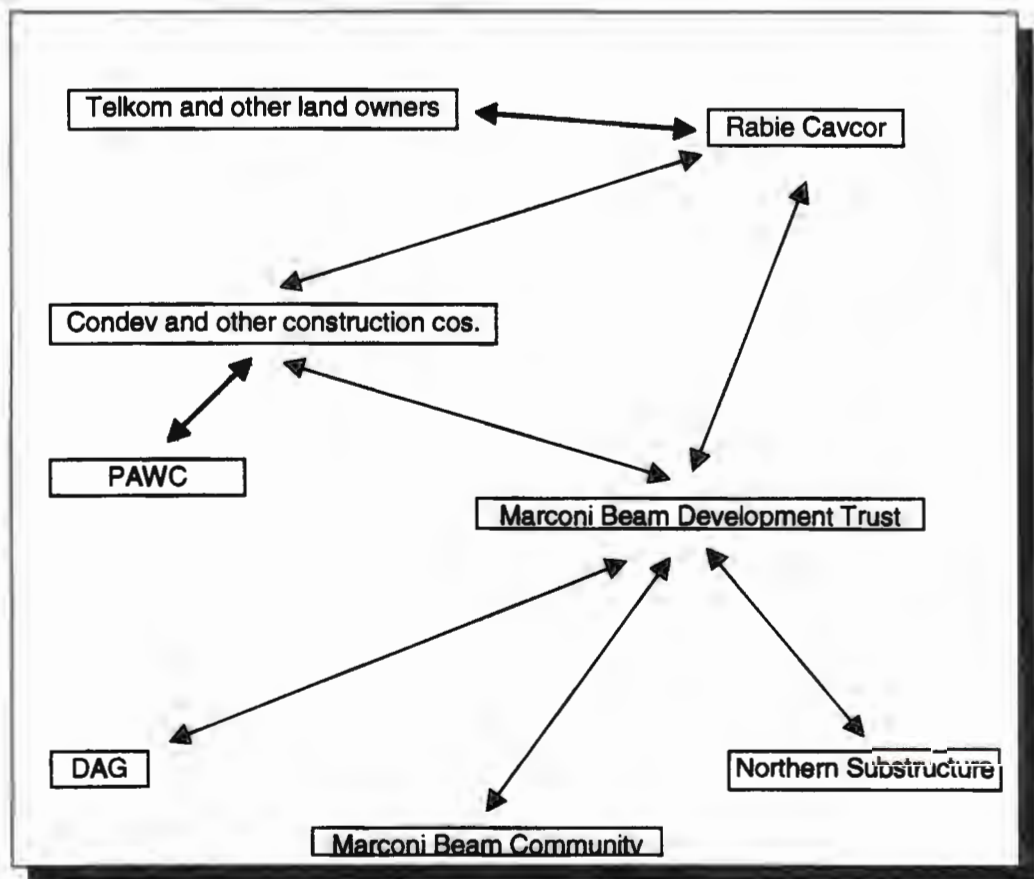 Telkom and other land owners
Rabie Cavcor
Condev and other construction cos.
PAWC
Marconi Beam Development Trust
DAG
Northern Substructure
Marconi Beam Community